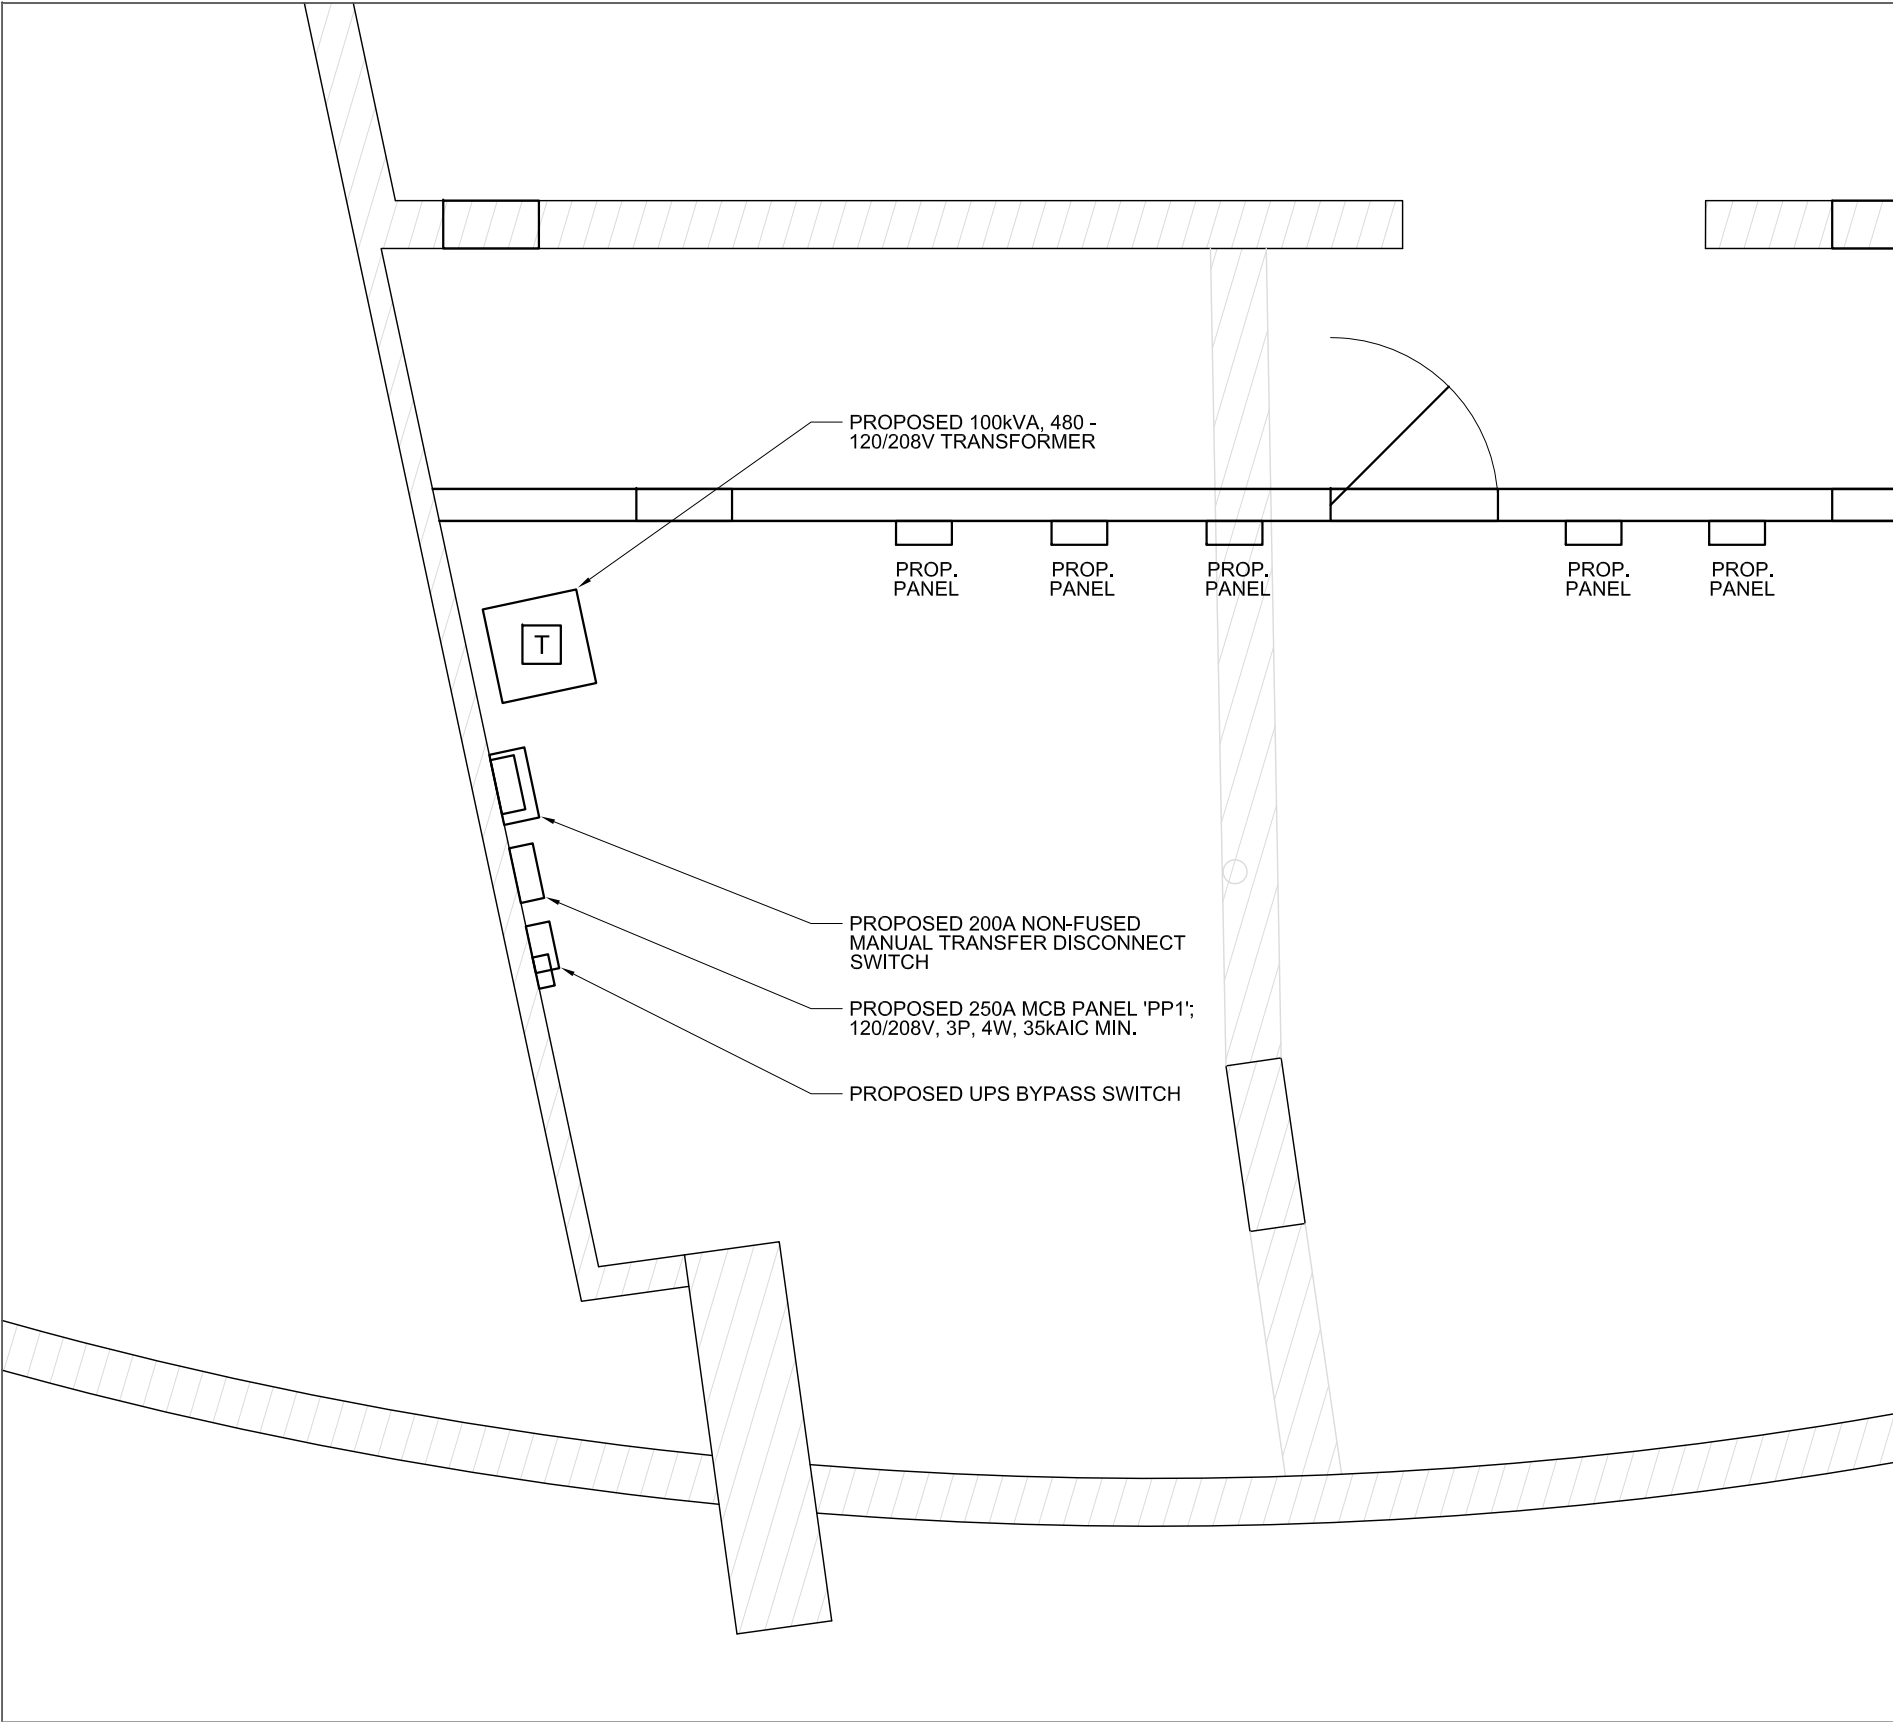 PROPOSED 100kVA, 480 -
120/208V TRANSFORMER
PROP.
PANEL
PROP.
PANEL
PROP.
PANEL
PROP.
PANEL
PROP.
PANEL
T
PROPOSED 200A NON-FUSED
MANUAL TRANSFER DISCONNECT
SWITCH
PROPOSED 250A MCB PANEL 'PP1';
120/208V, 3P, 4W, 35kAIC MIN.
PROPOSED UPS BYPASS SWITCH